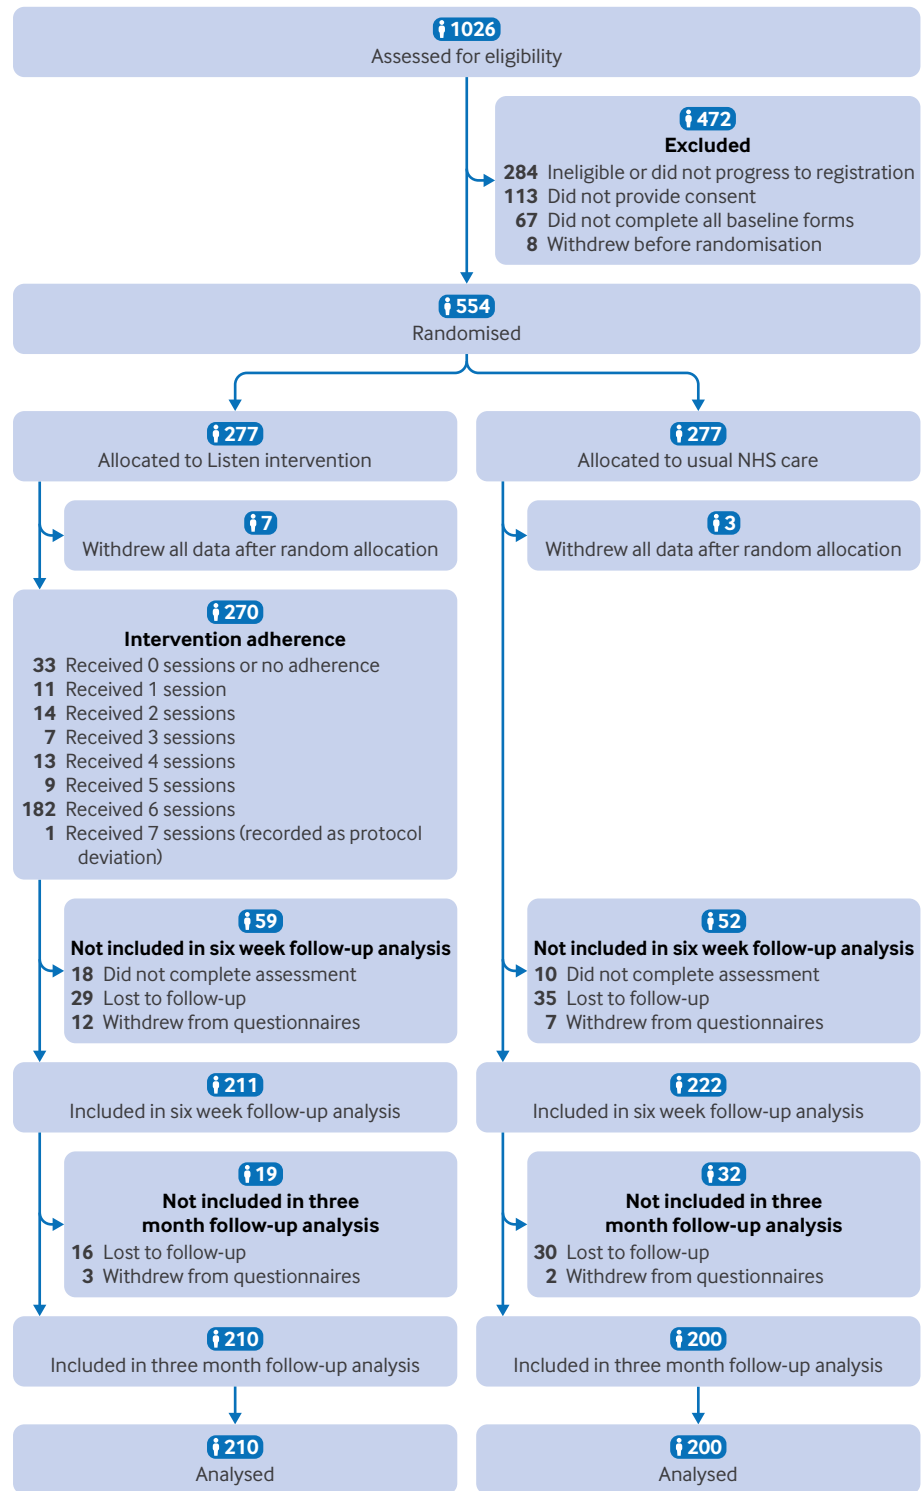 1026
Assessed for eligibility
472
Excluded
284 Ineligible or did not progress to registration
113 Did not provide consent
67 Did not complete all baseline forms
8 Withdrew before randomisation
554
Randomised
277
Allocated to Listen intervention
277
Allocated to usual NHS care
7
Withdrew all data after random allocation
3
Withdrew all data after random allocation
270
Intervention adherence
33 Received 0 sessions or no adherence
11 Received 1 session
14 Received 2 sessions
7 Received 3 sessions
13 Received 4 sessions
9 Received 5 sessions
182 Received 6 sessions
1 Received 7 sessions (recorded as protocol
deviation)
59
Not included in six week follow-up analysis
18 Did not complete assessment
29 Lost to follow-up
12 Withdrew from questionnaires
52
Not included in six week follow-up analysis
10 Did not complete assessment
35 Lost to follow-up
7 Withdrew from questionnaires
211
Included in six week follow-up analysis
222
Included in six week follow-up analysis
19
Not included in three
month follow-up analysis
16 Lost to follow-up
3 Withdrew from questionnaires
32
Not included in three
month follow-up analysis
30 Lost to follow-up
2 Withdrew from questionnaires
210
Included in three month follow-up analysis
200
Included in three month follow-up analysis
210
Analysed
200
Analysed